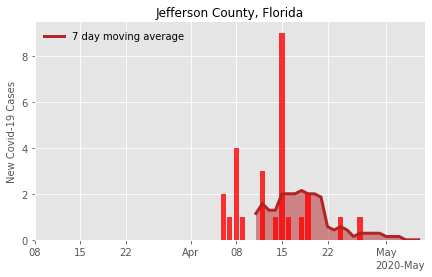 Jefferson County, Florida
7 day moving average
New Covid-19 Cases
8
6
4
2
0
08 15 22 Apr 08 15 22 May
2020-May